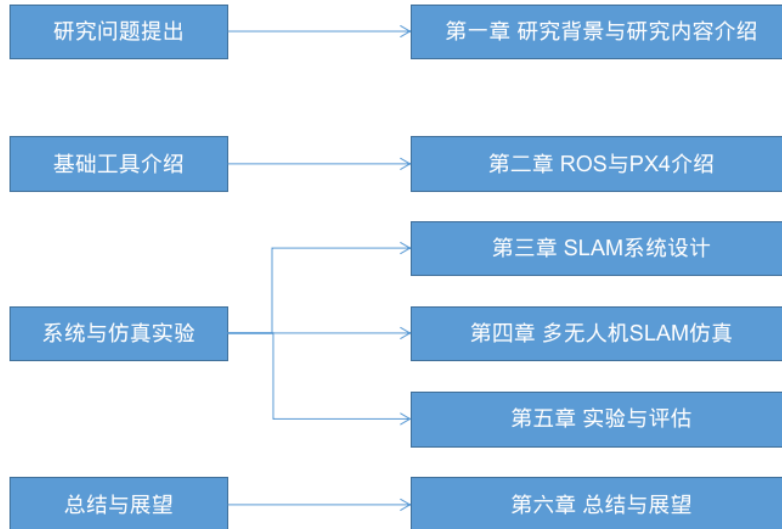 研究问题提出
第一章 研究背景与研究内容介绍
基础工具介绍
第二章 ROS与PX4介绍
第三章 SLAM系统设计
系统与仿真实验
第四章 多无人机SLAM仿真
第五章 实验与评估
总结与展望
第六章 总结与展望